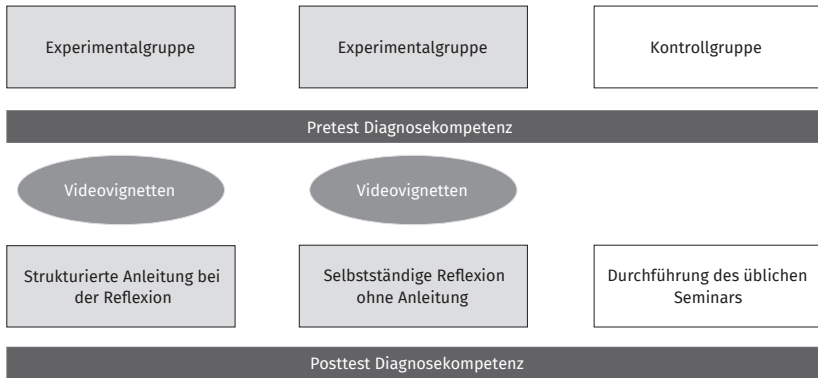 Experimentalgruppe
Experimentalgruppe
Kontrollgruppe
Pretest Diagnosekompetenz
Videovignetten
Videovignetten
Strukturierte Anleitung bei
der Reflexion
Selbstständige Reflexion
ohne Anleitung
Durchführung des üblichen
Seminars
Posttest Diagnosekompetenz